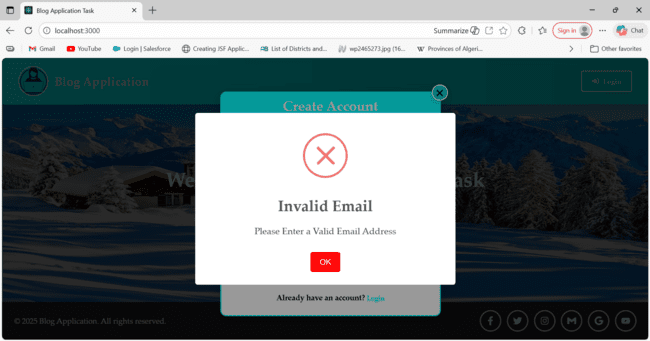 Blog Application Task
localhost:3000
Summarize
Sign in
Chat
Gmail
YouTube
Login | Salesforce
Creating JSF Applic...
List of Districts and...
wp2465273.jpg (16...
Provinces of Algeri...
Other favorites
Blog Application
Login
Create Account
We
sk
Invalid Email
Please Enter a Valid Email Address
OK
Already have an account? Login
© 2025 Blog Application. All rights reserved.